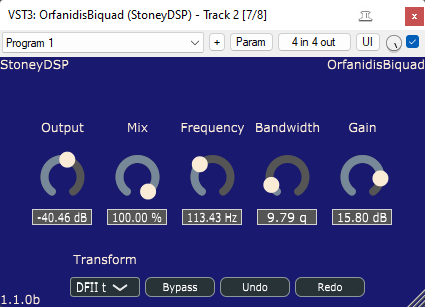 VST3: OrfanidisBiquad (StoneyDSP) - Track 2 [7/8]
Program 1 + Param 4 in 4 out UI
StoneyDSP OrfanidisBiquad
Output Mix Frequency Bandwidth Gain
-40.46 dB 100.00 % 113.43 Hz 9.79 q 15.80 dB
Transform
DFII t Bypass Undo Redo
1.1.0b